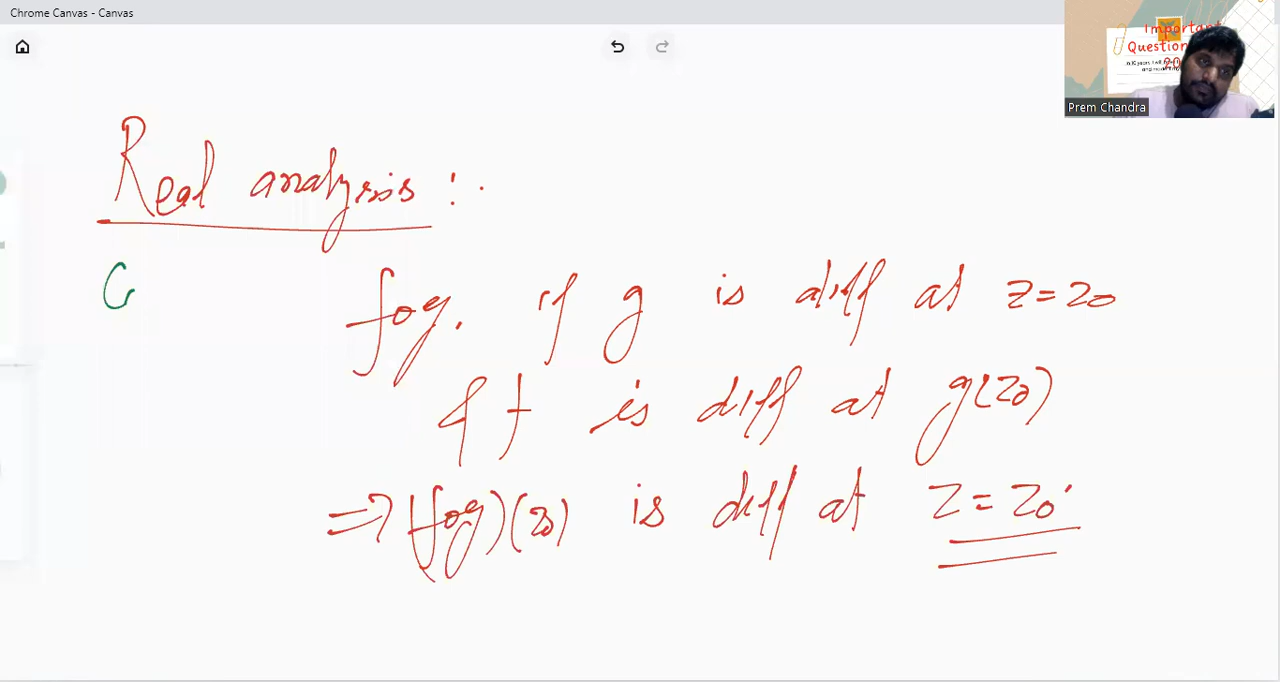 Chrome Canvas - Canvas
Important
Question
20
Prem Chandra
Real analysis :-
G
fog. if g is diff at z=z0
& f is diff at g(z0)
=> (fog)(z) is diff at z=z0